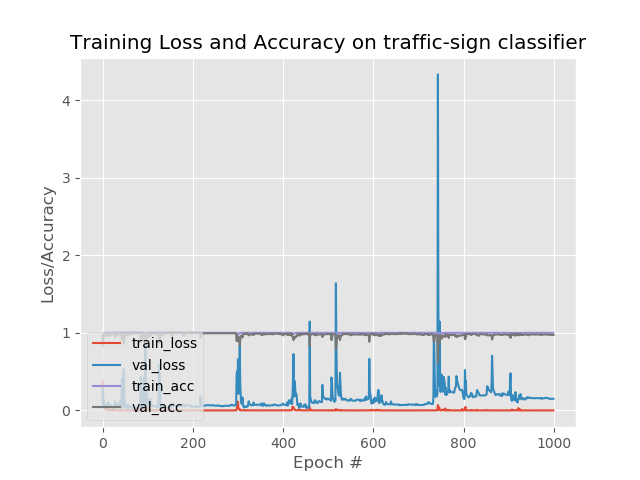 Training Loss and Accuracy on traffic-sign classifier
Loss/Accuracy
4
3
2
1
0
train_loss
val_loss
train_acc
val_acc
0 200 400 600 800 1000
Epoch #